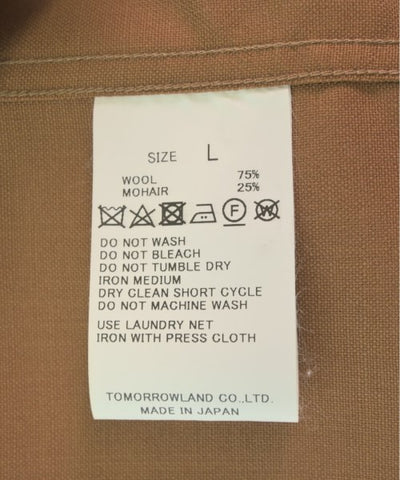 SIZE L
WOOL 75%
MOHAIR 25%
F W
DO NOT WASH
DO NOT BLEACH
DO NOT TUMBLE DRY
IRON MEDIUM
DRY CLEAN SHORT CYCLE
DO NOT MACHINE WASH
USE LAUNDRY NET
IRON WITH PRESS CLOTH
TOMORROWLAND CO.,LTD.
MADE IN JAPAN